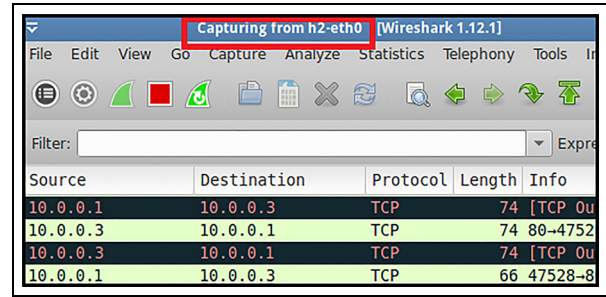 Capturing from h2-eth0 [Wireshark 1.12.1]
File Edit View Go Capture Analyze Statistics Telephony Tools
Filter: Expre
Source Destination Protocol Length Info
10.0.0.1 10.0.0.3 TCP 74 [TCP Ou
10.0.0.3 10.0.0.1 TCP 74 80→4752
10.0.0.3 10.0.0.1 TCP 74 [TCP Ou
10.0.0.1 10.0.0.3 TCP 66 47528→8